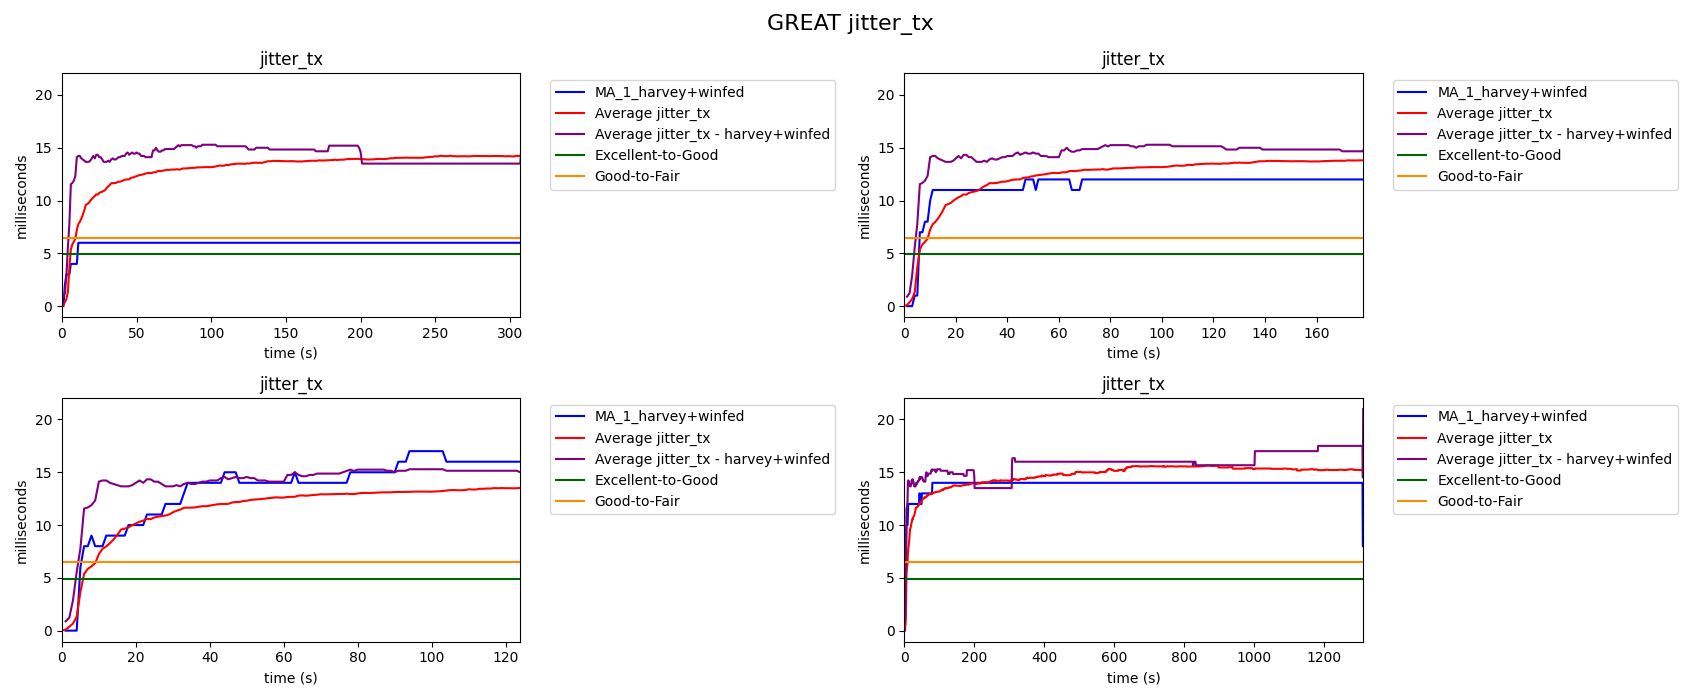 GREAT jitter_tx
jitter_tx
milliseconds
20
15
10
5
0
0 50 100 150 200 250 300
time (s)
MA_1_harvey+winfed
Average jitter_tx
Average jitter_tx - harvey+winfed
Excellent-to-Good
Good-to-Fair
jitter_tx
milliseconds
20
15
10
5
0
0 20 40 60 80 100 120 140 160
time (s)
MA_1_harvey+winfed
Average jitter_tx
Average jitter_tx - harvey+winfed
Excellent-to-Good
Good-to-Fair
jitter_tx
milliseconds
20
15
10
5
0
0 20 40 60 80 100 120
time (s)
MA_1_harvey+winfed
Average jitter_tx
Average jitter_tx - harvey+winfed
Excellent-to-Good
Good-to-Fair
jitter_tx
milliseconds
20
15
10
5
0
0 200 400 600 800 1000 1200
time (s)
MA_1_harvey+winfed
Average jitter_tx
Average jitter_tx - harvey+winfed
Excellent-to-Good
Good-to-Fair